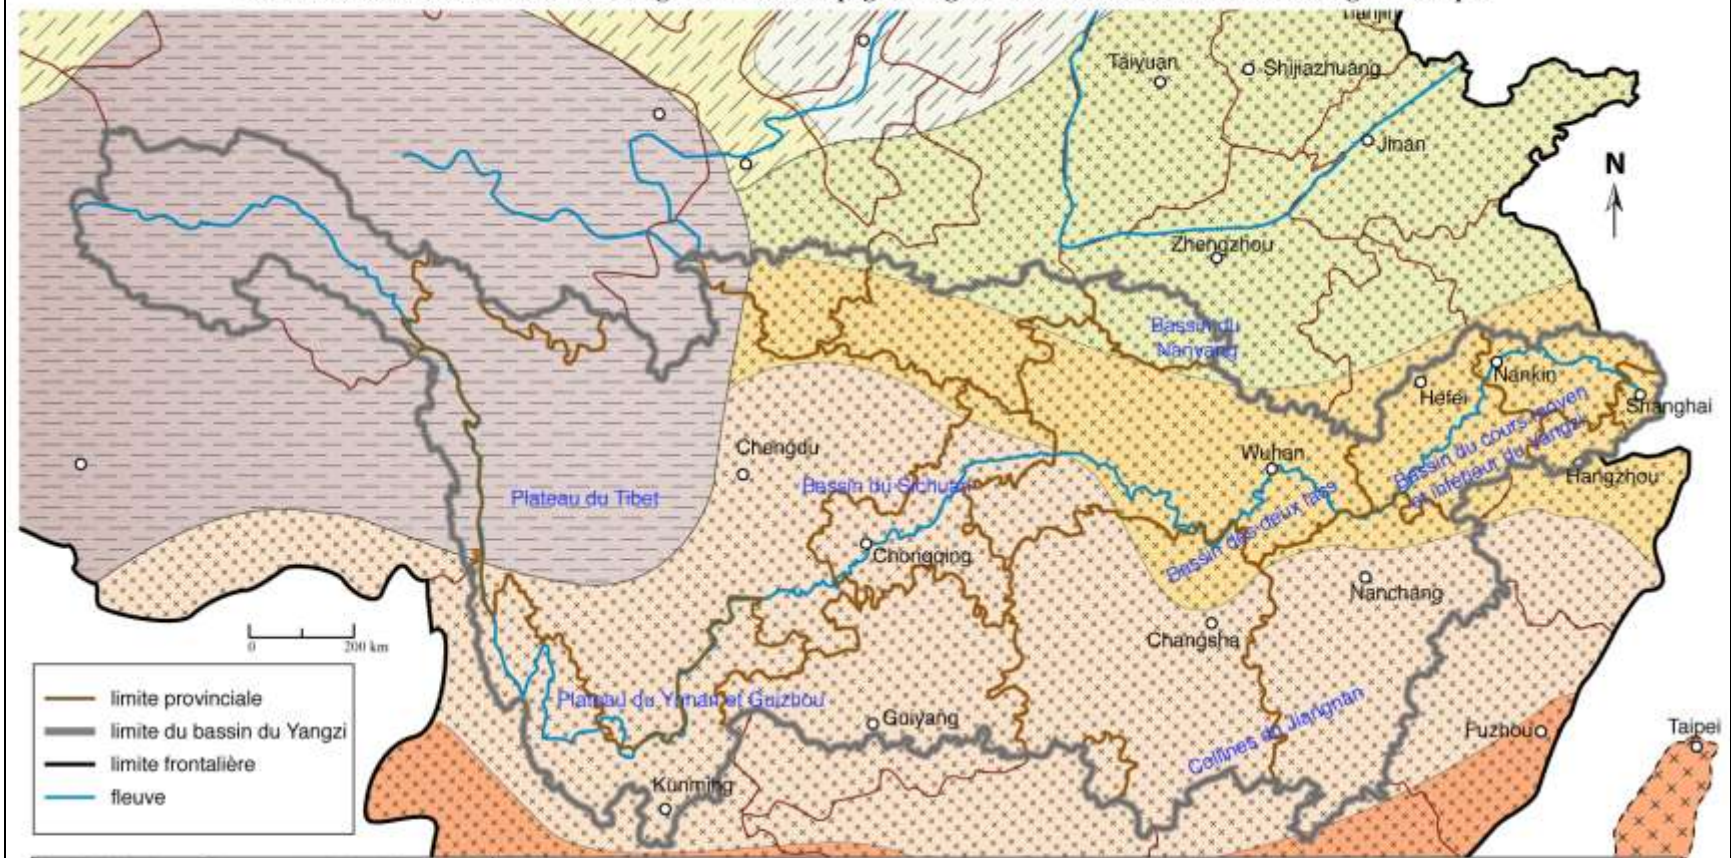 Tianjin
Taiyuan
Shijiazhuang
Jinan
N
Zhengzhou
Bassin du
Nanyang
Nankin
Hefei
Shanghai
Bassin du cours moyen
et inférieur du Yangzi
Chengdu
Wuhan
Hangzhou
Plateau du Tibet
Bassin du Sichuan
Bassin des deux lacs
Chongqing
Nanchang
Changsha
0 200 km
limite provinciale
limite du bassin du Yangzi
limite frontalière
fleuve
Plateau du Yunan et Guizhou
Guiyang
Collines du Jiangnan
Fuzhou
Taipei
Kunming